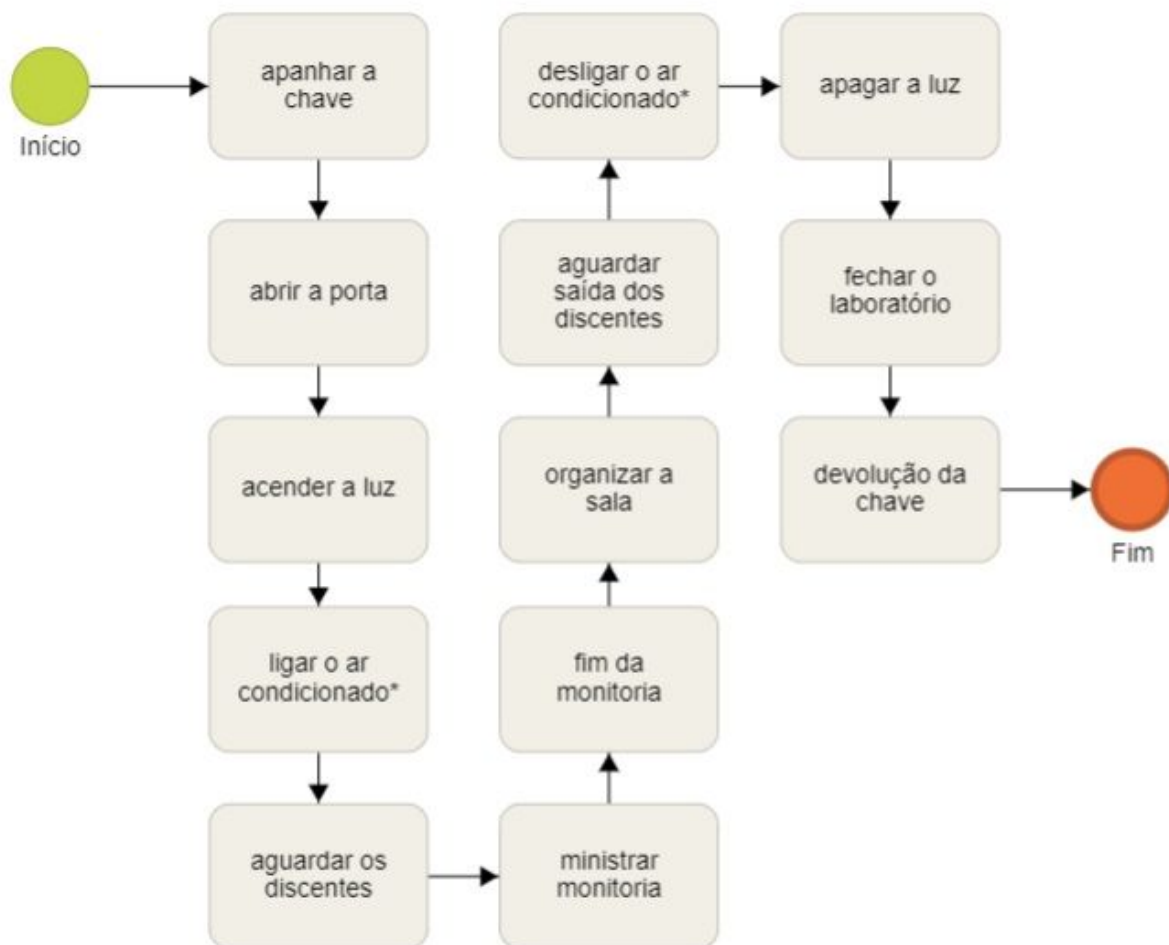 Início
apanhar a
chave
abrir a porta
acender a luz
ligar o ar
condicionado*
aguardar os
discentes
ministrar
monitoria
fim da
monitoria
organizar a
sala
aguardar
saída dos
discentes
desligar o ar
condicionado*
apagar a luz
fechar o
laboratório
devolução da
chave
Fim